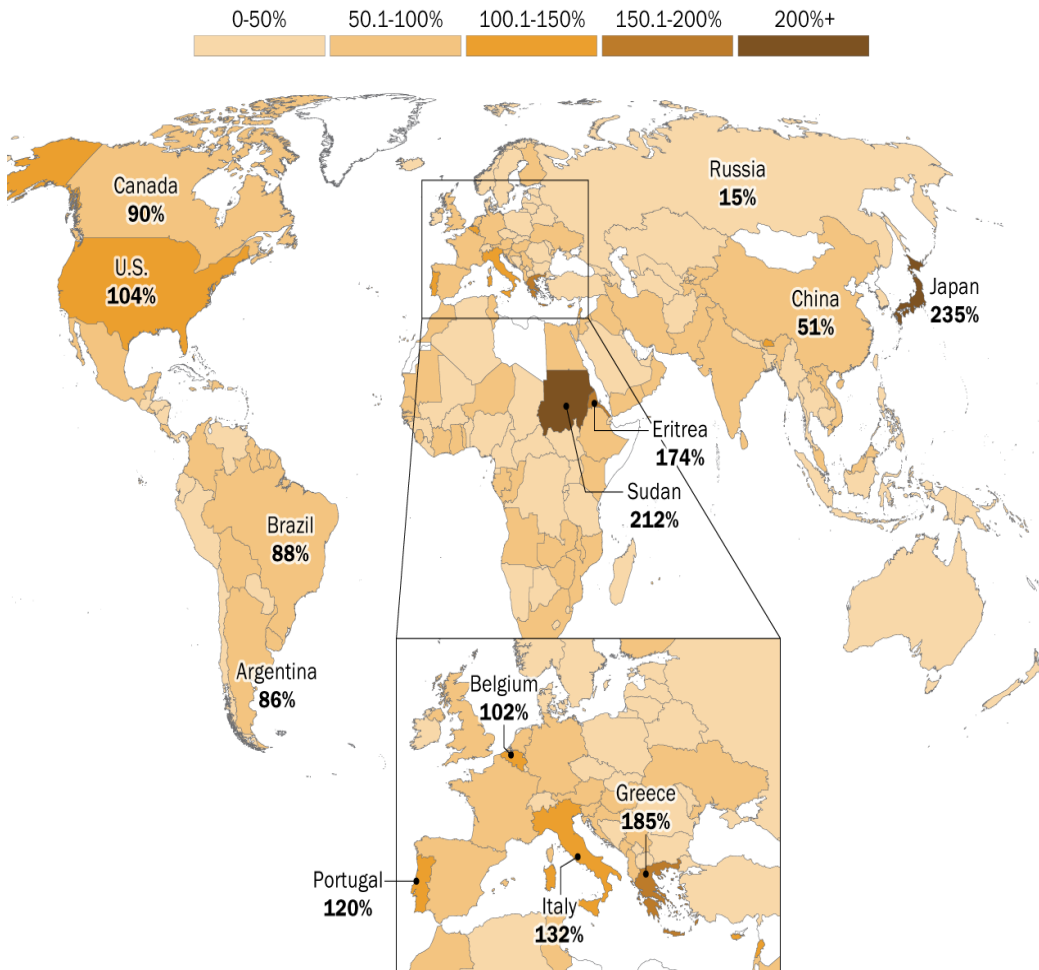 0-50%
50.1-100%
100.1-150%
150.1-200%
200%+
Canada
90%
U.S.
104%
Russia
15%
China
51%
Japan
235%
Eritrea
174%
Sudan
212%
Brazil
88%
Argentina
86%
Belgium
102%
Greece
185%
Portugal
120%
Italy
132%